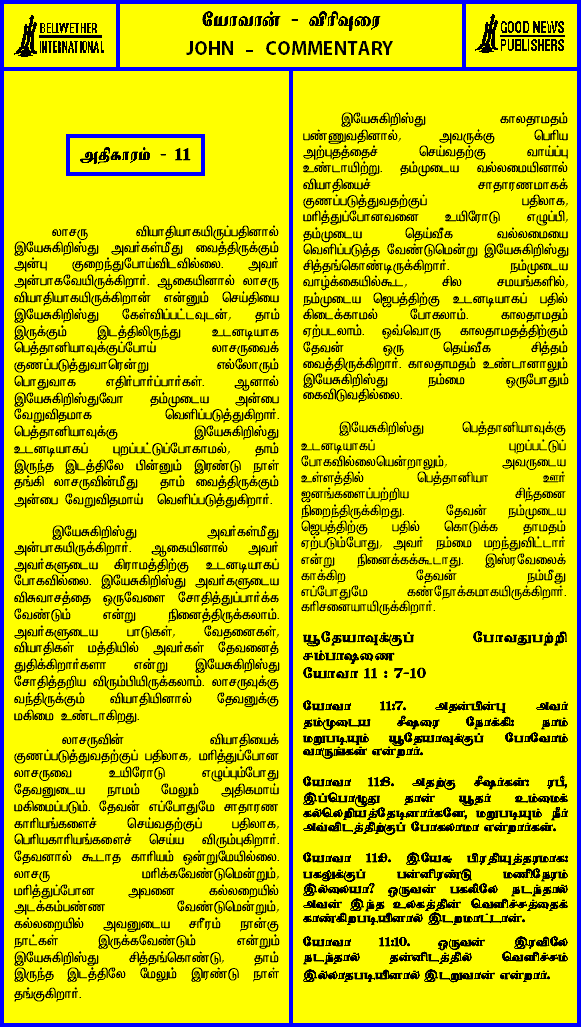 BELWETHER
INTERNATIONAL
யோவான் - விரிவுரை
JOHN - COMMENTARY
GOOD NEWS
PUBLISHERS
அதிகாரம் - 11
லாசரு வியாதியாகயிருப்பதினால்
இயேசுகிறிஸ்து அவர்கள்மீது வைத்திருக்கும்
அன்பு குறைந்துபோய்விடவில்லை. அவர்
அன்பாகவேயிருக்கிறார். ஆகையினால் லாசரு
வியாதியாகயிருக்கிறான் என்னும் செய்தியை
இயேசுகிறிஸ்து கேள்விப்பட்டவுடன், தாம்
இருக்கும் இடத்திலிருந்து உடனடியாக
பெத்தானியாவுக்குப்போய் லாசருவைக்
குணப்படுத்துவாரென்று எல்லோரும்
பொதுவாக எதிர்பார்ப்பார்கள். ஆனால்
இயேசுகிறிஸ்துவோ தம்முடைய அன்பை
வேறுவிதமாக வெளிப்படுத்துகிறார்.
பெத்தானியாவுக்கு இயேசுகிறிஸ்து
உடனடியாகப் புறப்பட்டுப்போகாமல், தாம்
இருந்த இடத்திலே பின்னும் இரண்டு நாள்
தங்கி லாசருவின்மீது தாம் வைத்திருக்கும்
அன்பை வேறுவிதமாய் வெளிப்படுத்துகிறார்.
இயேசுகிறிஸ்து அவர்கள்மீது
அன்பாகயிருக்கிறார். ஆகையினால் அவர்
அவர்களுடைய கிராமத்திற்கு உடனடியாகப்
போகவில்லை. இயேசுகிறிஸ்து அவர்களுடைய
விசுவாசத்தை ஒருவேளை சோதித்துப்பார்க்க
வேண்டும் என்று நினைத்திருக்கலாம்.
அவர்களுடைய பாடுகள், வேதனைகள்,
வியாதிகள் மத்தியில் அவர்கள் தேவனைத்
துதிக்கிறார்களா என்று இயேசுகிறிஸ்து
சோதித்தறிய விரும்பியிருக்கலாம். லாசருவுக்கு
வந்திருக்கும் வியாதியினால் தேவனுக்கு
மகிமை உண்டாகிறது.
லாசருவின் வியாதியைக்
குணப்படுத்துவதற்குப் பதிலாக, மரித்துப்போன
லாசருவை உயிரோடு எழுப்பும்போது
தேவனுடைய நாமம் மேலும் அதிகமாய்
மகிமைப்படும். தேவன் எப்போதுமே சாதாரண
காரியங்களைச் செய்வதற்குப் பதிலாக,
பெரியகாரியங்களைச் செய்ய விரும்புகிறார்.
தேவனால் கூடாத காரியம் ஒன்றுமேயில்லை.
லாசரு மரிக்கவேண்டுமென்றும்,
மரித்துப்போன அவனை கல்லறையில்
அடக்கம்பண்ண வேண்டுமென்றும்,
கல்லறையில் அவனுடைய சரீரம் நான்கு
நாட்கள் இருக்கவேண்டும் என்றும்
இயேசுகிறிஸ்து சித்தங்கொண்டு, தாம்
இருந்த இடத்திலே மேலும் இரண்டு நாள்
தங்குகிறார்.
இயேசுகிறிஸ்து காலதாமதம்
பண்ணுவதினால், அவருக்கு பெரிய
அற்புதத்தைச் செய்வதற்கு வாய்ப்பு
உண்டாயிற்று. தம்முடைய வல்லமையினால்
வியாதியைச் சாதாரணமாகக்
குணப்படுத்துவதற்குப் பதிலாக,
மரித்துப்போனவனை உயிரோடு எழுப்பி,
தம்முடைய தெய்வீக வல்லமையை
வெளிப்படுத்த வேண்டுமென்று இயேசுகிறிஸ்து
சித்தங்கொண்டிருக்கிறார். நம்முடைய
வாழ்க்கையில்கூட, சில சமயங்களில்,
நம்முடைய ஜெபத்திற்கு உடனடியாகப் பதில்
கிடைக்காமல் போகலாம். காலதாமதம்
ஏற்படலாம். ஒவ்வொரு காலதாமதத்திற்கும்
தேவன் ஒரு தெய்வீக சித்தம்
வைத்திருக்கிறார். காலதாமதம் உண்டானாலும்
இயேசுகிறிஸ்து நம்மை ஒருபோதும்
கைவிடுவதில்லை.
இயேசுகிறிஸ்து பெத்தானியாவுக்கு
உடனடியாகப் புறப்பட்டுப்
போகவில்லையென்றாலும், அவருடைய
உள்ளத்தில் பெத்தானியா ஊர்
ஜனங்களைப்பற்றிய சிந்தனை
நிறைந்திருக்கிறது. தேவன் நம்முடைய
ஜெபத்திற்கு பதில் கொடுக்க தாமதம்
ஏற்படும்போது, அவர் நம்மை மறந்துவிட்டார்
என்று நினைக்கக்கூடாது. இஸ்ரவேலைக்
காக்கிற தேவன் நம்மீது
எப்போதுமே கண்நோக்கமாகயிருக்கிறார்.
கரிசனையாயிருக்கிறார்.
யூதேயாவுக்குப் போவதுபற்றி
சம்பாஷணை
யோவா 11 : 7-10
யோவா 11:7. அதன்பின்பு அவர்
தம்முடைய சீஷரை நோக்கி: நாம்
மறுபடியும் யூதேயாவுக்குப் போவோம்
வாருங்கள் என்றார்.
யோவா 11:8. அதற்கு சீஷர்கள்: ரபீ,
இப்பொழுது தான் யூதர் உம்மைக்
கல்லெறியத்தேடினார்களே, மறுபடியும் நீர்
அவ்விடத்திற்குப் போகலாமா என்றார்கள்.
யோவா 11:9. இயேசு பிரதியுத்தரமாக:
பகலுக்குப் பன்னிரண்டு மணிநேரம்
இல்லையா? ஒருவன் பகலிலே நடந்தால்
அவன் இந்த உலகத்தின் வெளிச்சத்தைக்
காண்கிறபடியினால் இடறமாட்டான்.
யோவா 11:10. ஒருவன் இரவிலே
நடந்தால் தன்னிடத்தில் வெளிச்சம்
இல்லாதபடியினால் இடறுவான் என்றார்.